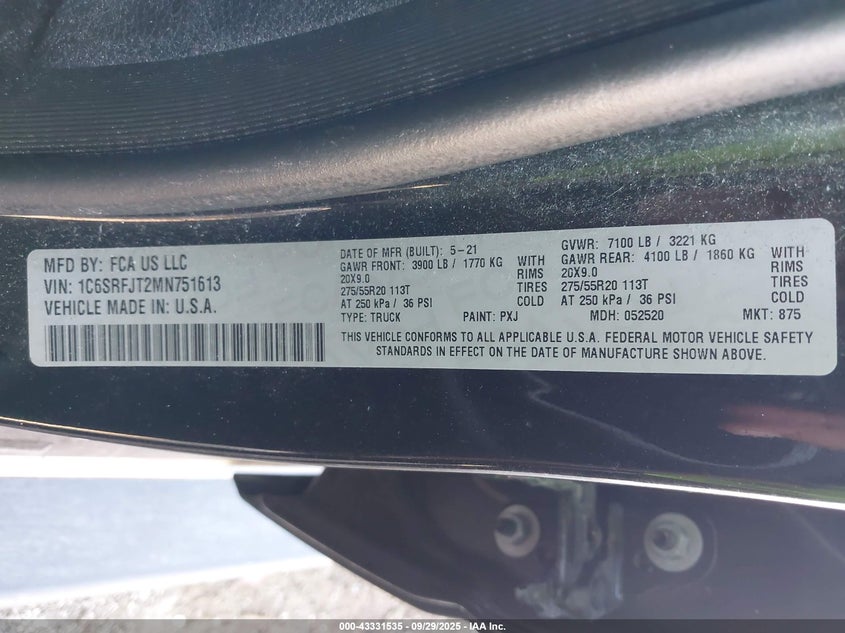 MFD BY: FCA US LLC
VIN: 1C6SRFJT2MN751613
VEHICLE MADE IN: U.S.A.
DATE OF MFR (BUILT): 5-21
GAWR FRONT: 3900 LB / 1770 KG WITH
20X9.0 RIMS
275/55R20 113T TIRES
AT 250 kPa / 36 PSI COLD
TYPE: TRUCK PAINT: PXJ
GVWR: 7100 LB / 3221 KG
GAWR REAR: 4100 LB / 1860 KG WITH
20X9.0 RIMS
275/55R20 113T TIRES
AT 250 kPa / 36 PSI COLD
MDH: 052520 MKT: 875
THIS VEHICLE CONFORMS TO ALL APPLICABLE U.S.A. FEDERAL MOTOR VEHICLE SAFETY
STANDARDS IN EFFECT ON THE DATE OF MANUFACTURE SHOWN ABOVE.
000-43331535 - 09/29/2025 - IAA Inc.